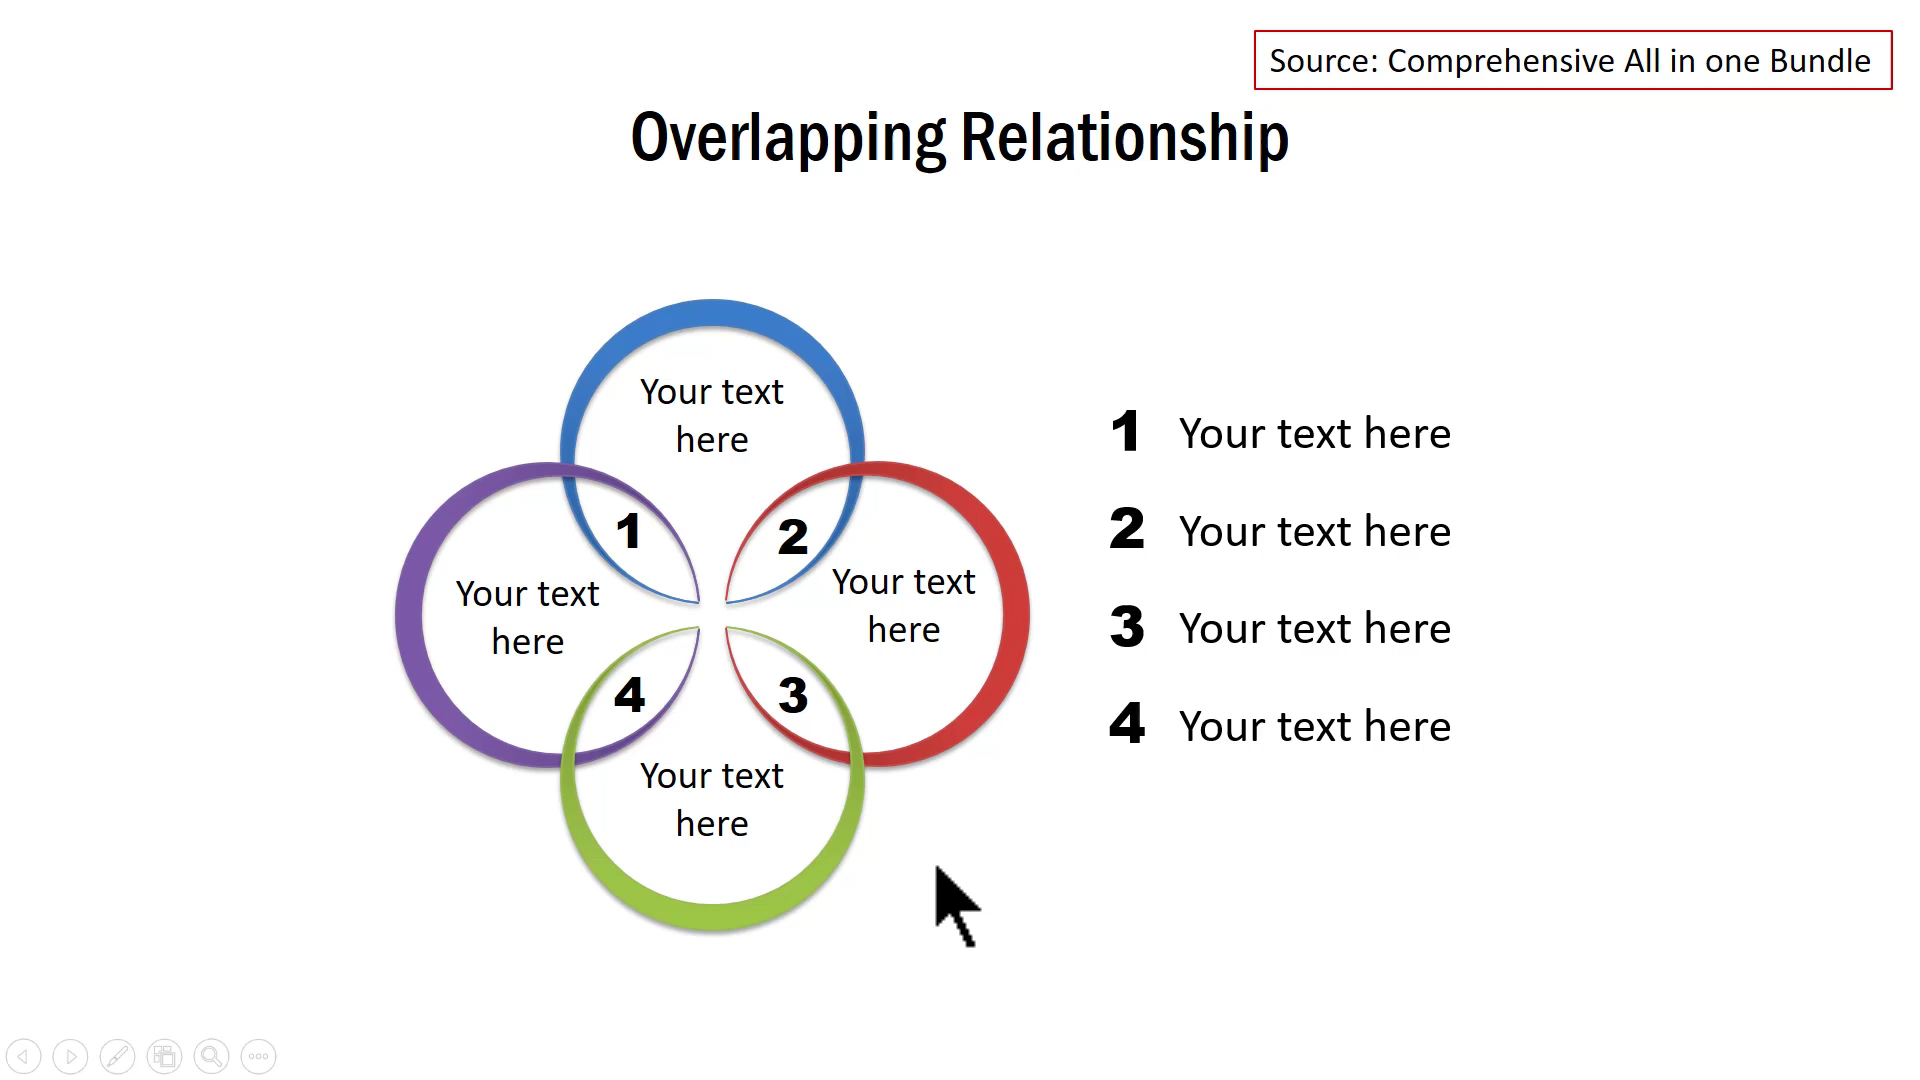 Source: Comprehensive All in one Bundle
Overlapping Relationship
Your text
here
1
2
Your text
here
Your text
here
4
3
Your text
here
1 Your text here
2 Your text here
3 Your text here
4 Your text here